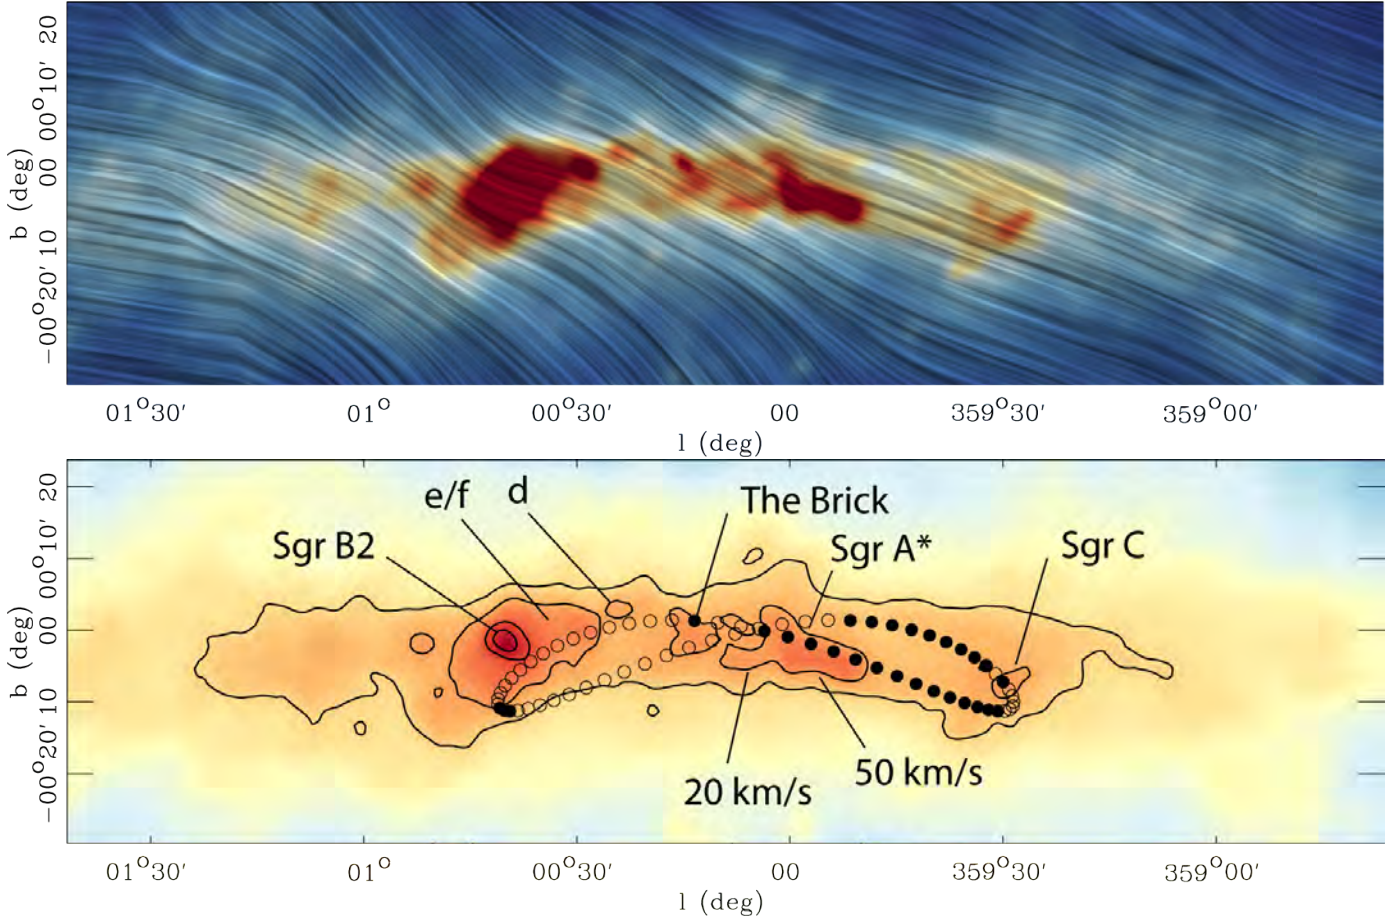 20
00°10'
00
−00°20' 10
b (deg)
01°30'
01°
00°30'
00
359°30'
359°00'
l (deg)
e/f
d
The Brick
Sgr B2
Sgr A*
Sgr C
20 km/s
50 km/s
20
00°10'
00
−00°20' 10
b (deg)
01°30'
01°
00°30'
00
359°30'
359°00'
l (deg)